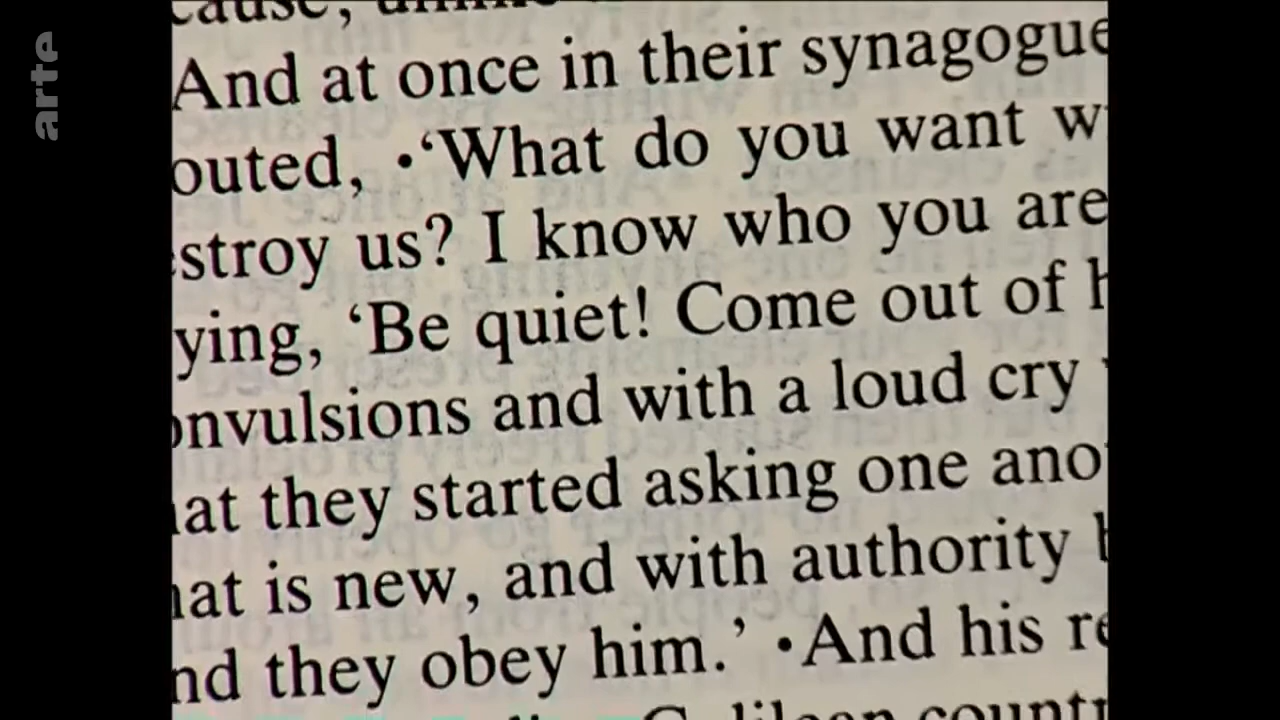 arte
And at once in their synagogue
outed, •‘What do you want w
stroy us? I know who you are
ying, ‘Be quiet! Come out of h
onvulsions and with a loud cry
at they started asking one ano
hat is new, and with authority b
nd they obey him.’ •And his re